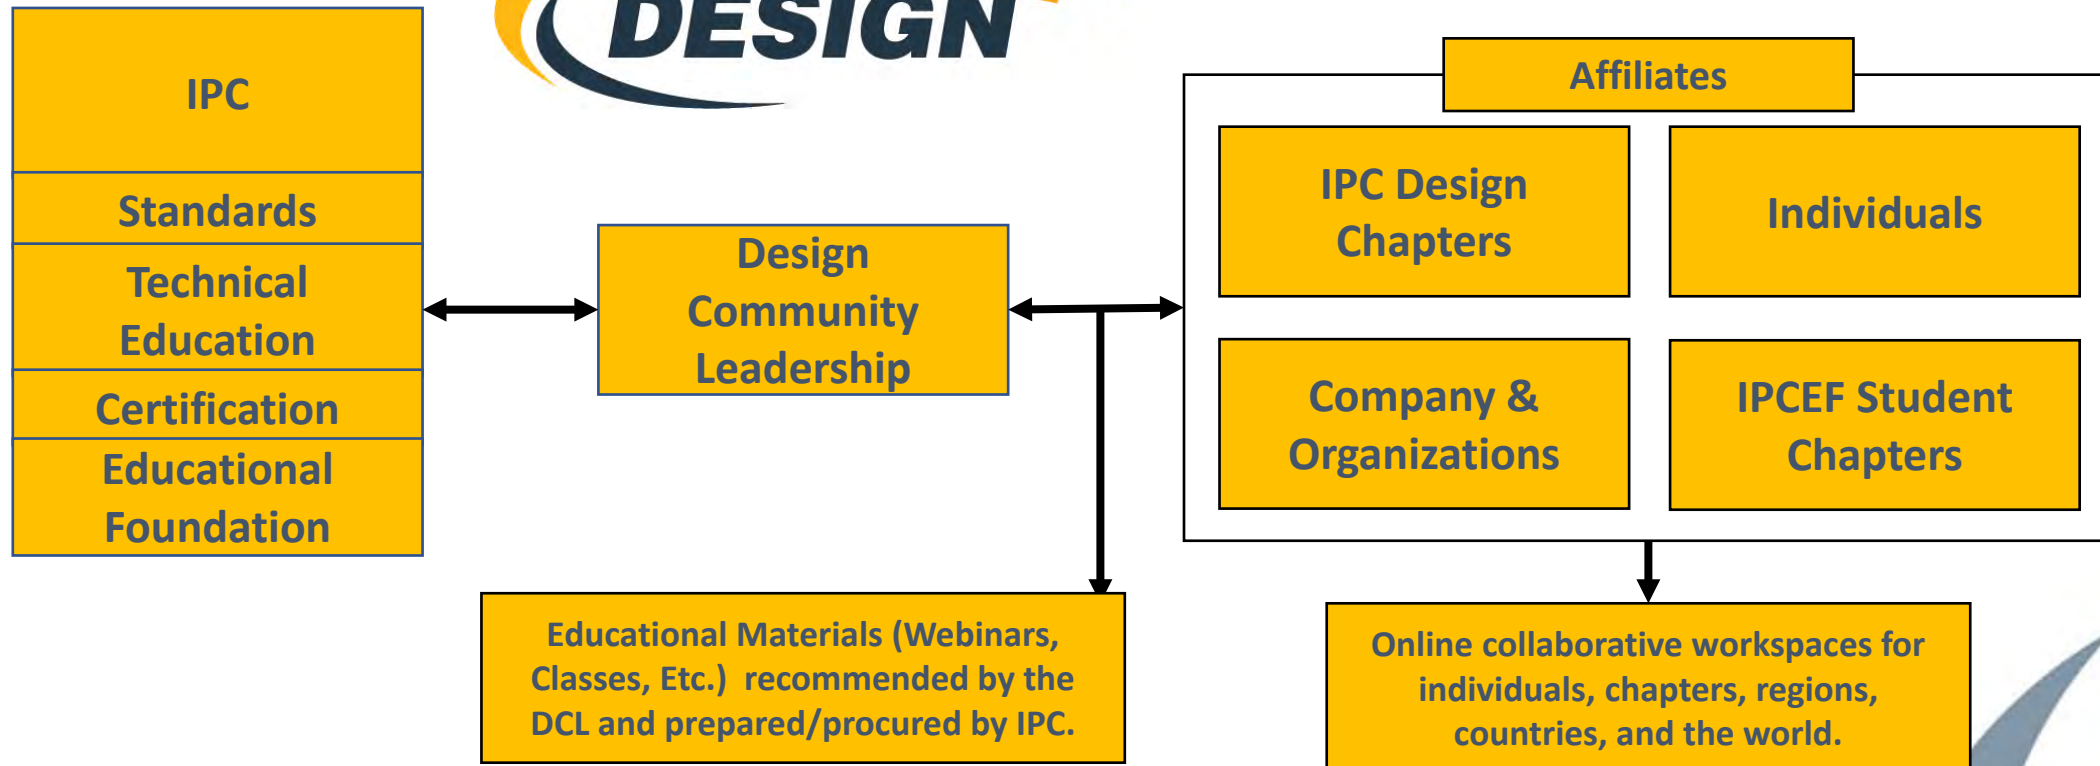 DESIGN
IPC
Standards
Technical
Education
Certification
Educational
Foundation
Design
Community
Leadership
Affiliates
IPC Design
Chapters
Individuals
Company &
Organizations
IPCEF Student
Chapters
Educational Materials (Webinars,
Classes, Etc.)  recommended by the
DCL and prepared/procured by IPC.
Online collaborative workspaces for
individuals, chapters, regions,
countries, and the world.